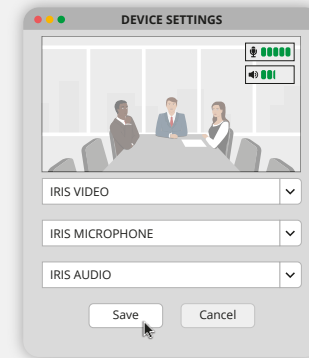 DEVICE SETTINGS
IRIS VIDEO
IRIS MICROPHONE
IRIS AUDIO
Save Cancel